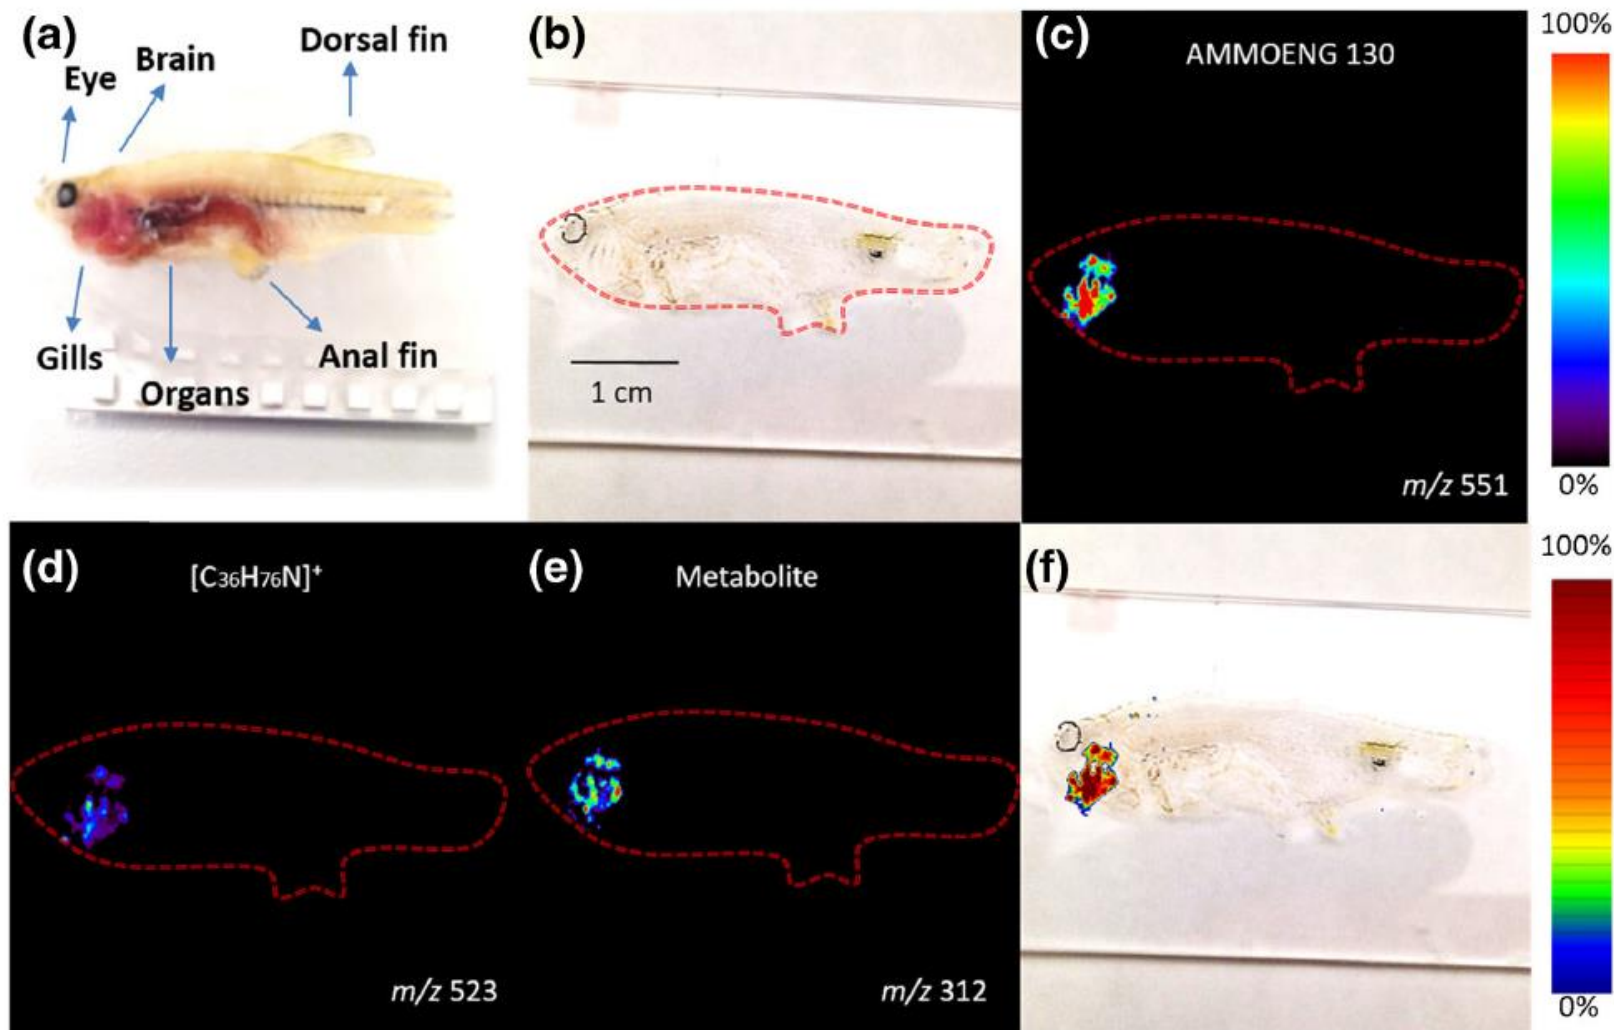 (a)
Eye
Brain
Dorsal fin
Gills
Organs
Anal fin
(b)
1 cm
(c)
AMMOENG 130
m/z 551
100%
0%
(d)
[C36H76N]+
m/z 523
(e)
Metabolite
m/z 312
(f)
100%
0%